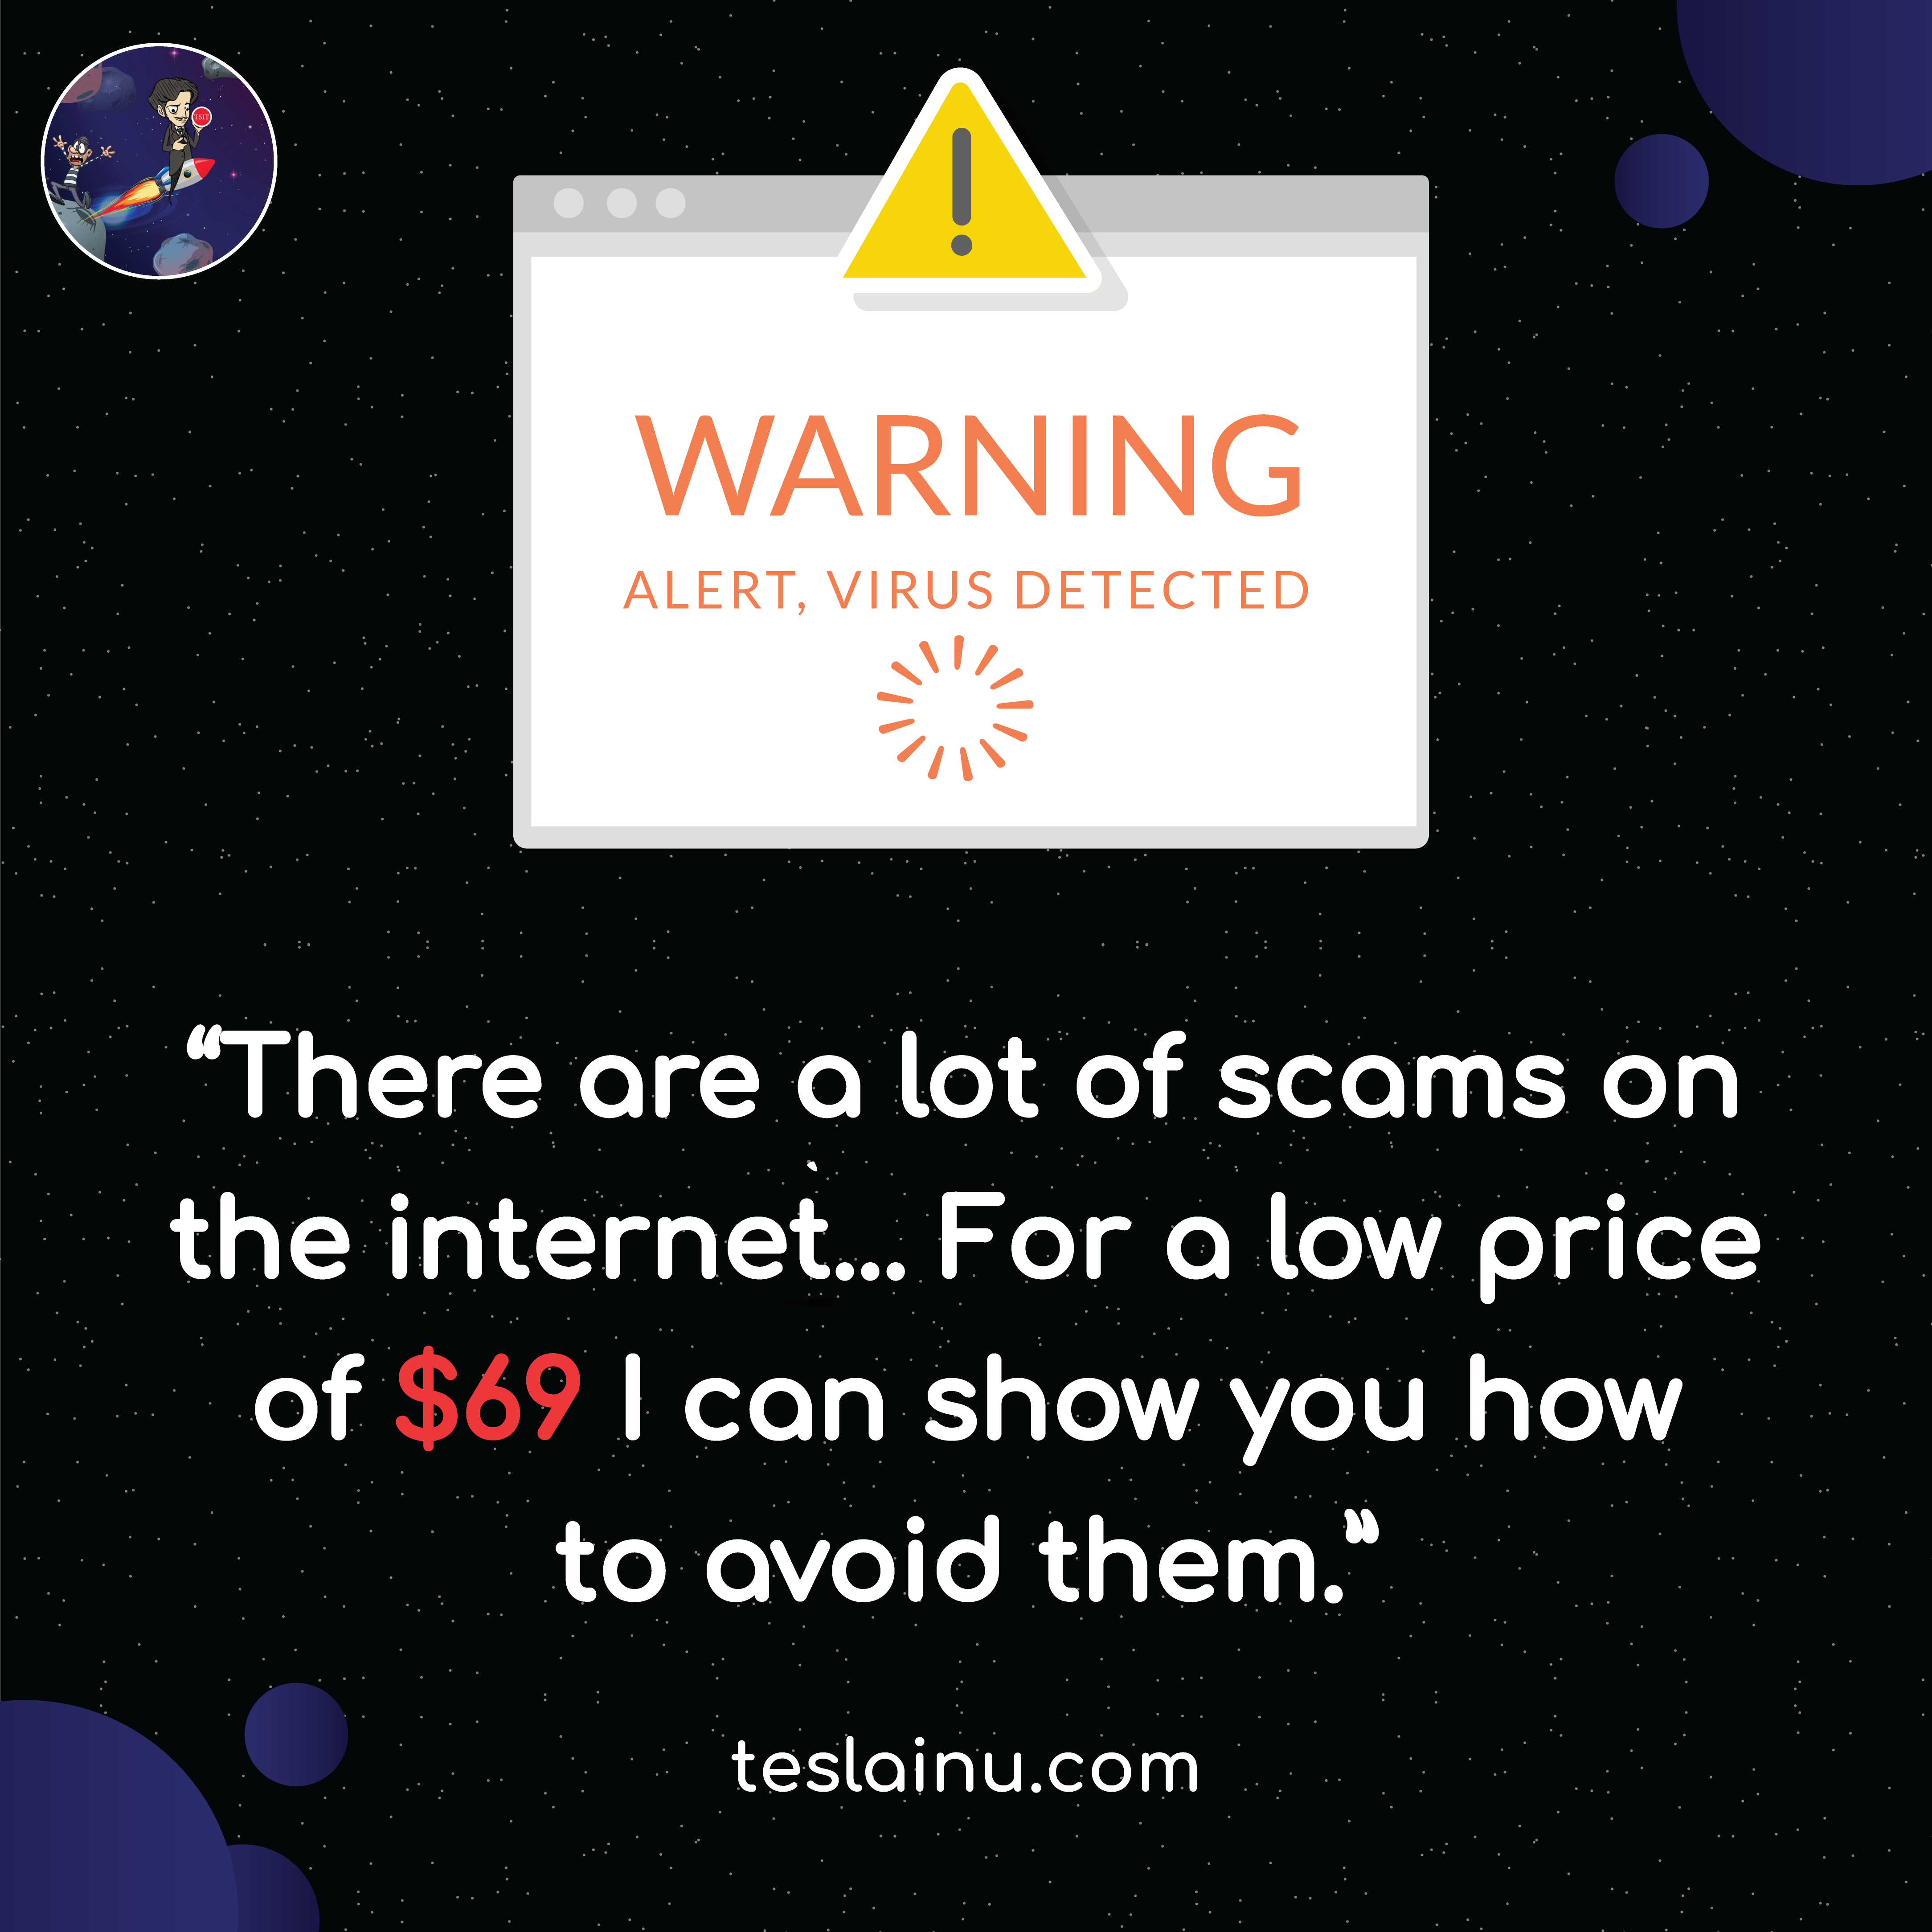 TSIT
WARNING
ALERT, VIRUS DETECTED
“There are a lot of scams on
the internet... For a low price
of $69 I can show you how
to avoid them.”
teslainu.com